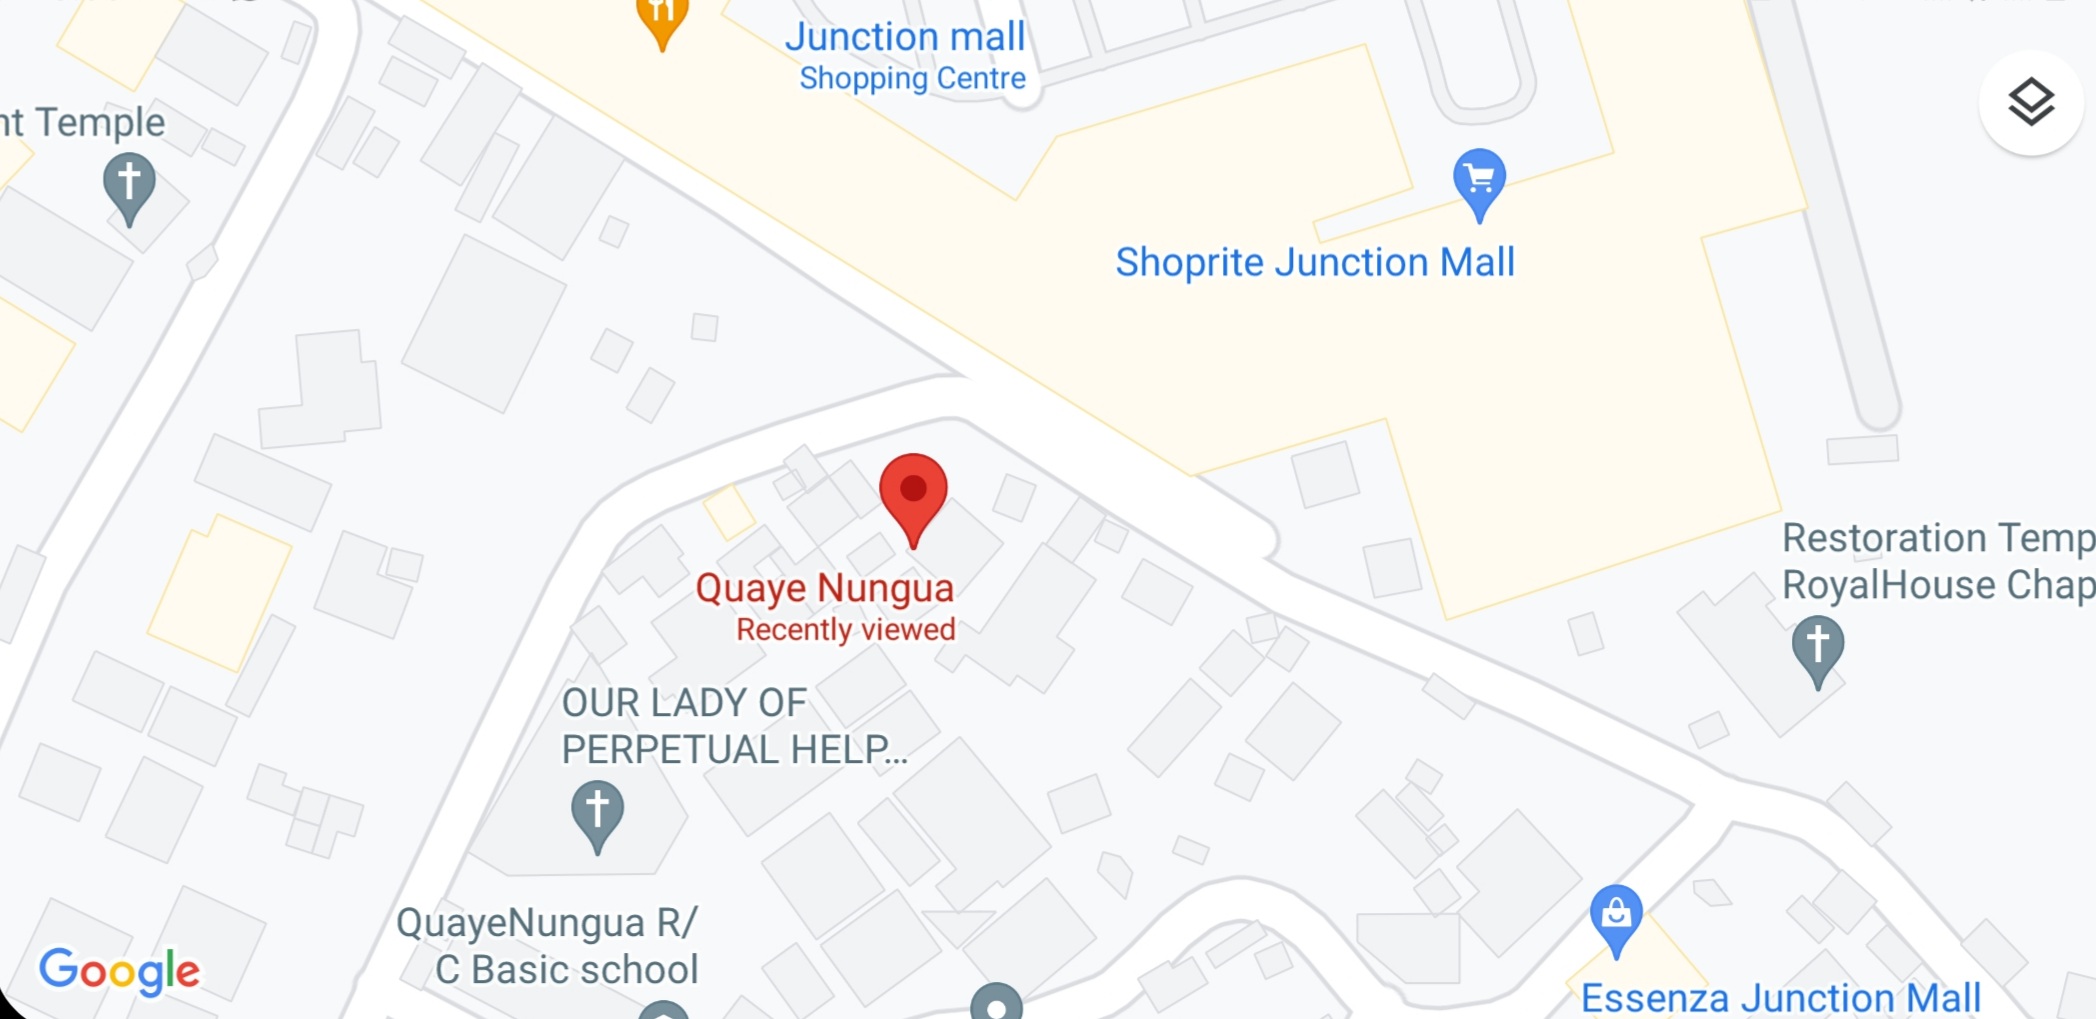 Junction mall
Shopping Centre
nt Temple
Shoprite Junction Mall
Quaye Nungua
Recently viewed
Restoration Temp
RoyalHouse Chap
OUR LADY OF
PERPETUAL HELP...
QuayeNungua R/
C Basic school
Google
Essenza Junction Mall